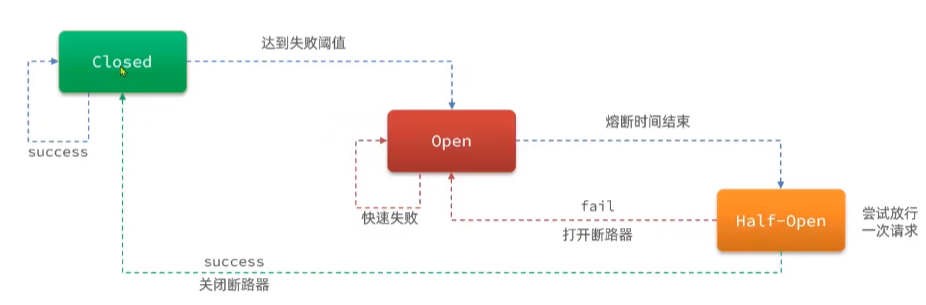 达到失败阈值
Closed
熔断时间结束
Open
success
快速失败
fail
打开断路器
Half-Open
尝试放行
一次请求
success
关闭断路器